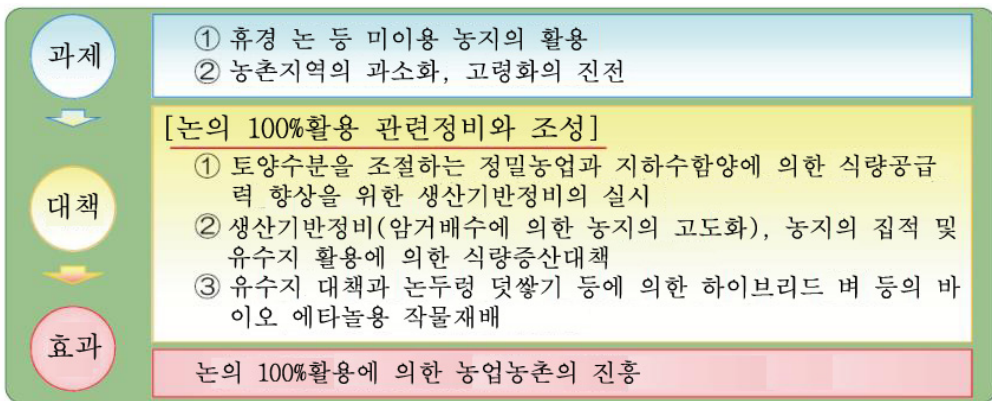 과제
① 휴경 논 등 미이용 농지의 활용
② 농촌지역의 과소화, 고령화의 진전
대책
[논의 100%활용 관련정비와 조성]
① 토양수분을 조절하는 정밀농업과 지하수함양에 의한 식량공급
력 향상을 위한 생산기반정비의 실시
② 생산기반정비(암거배수에 의한 농지의 고도화), 농지의 집적 및
유수지 활용에 의한 식량증산대책
③ 유수지 대책과 논두렁 덧쌓기 등에 의한 하이브리드 벼 등의 바
이오 에타놀용 작물재배
효과
논의 100%활용에 의한 농업농촌의 진흥